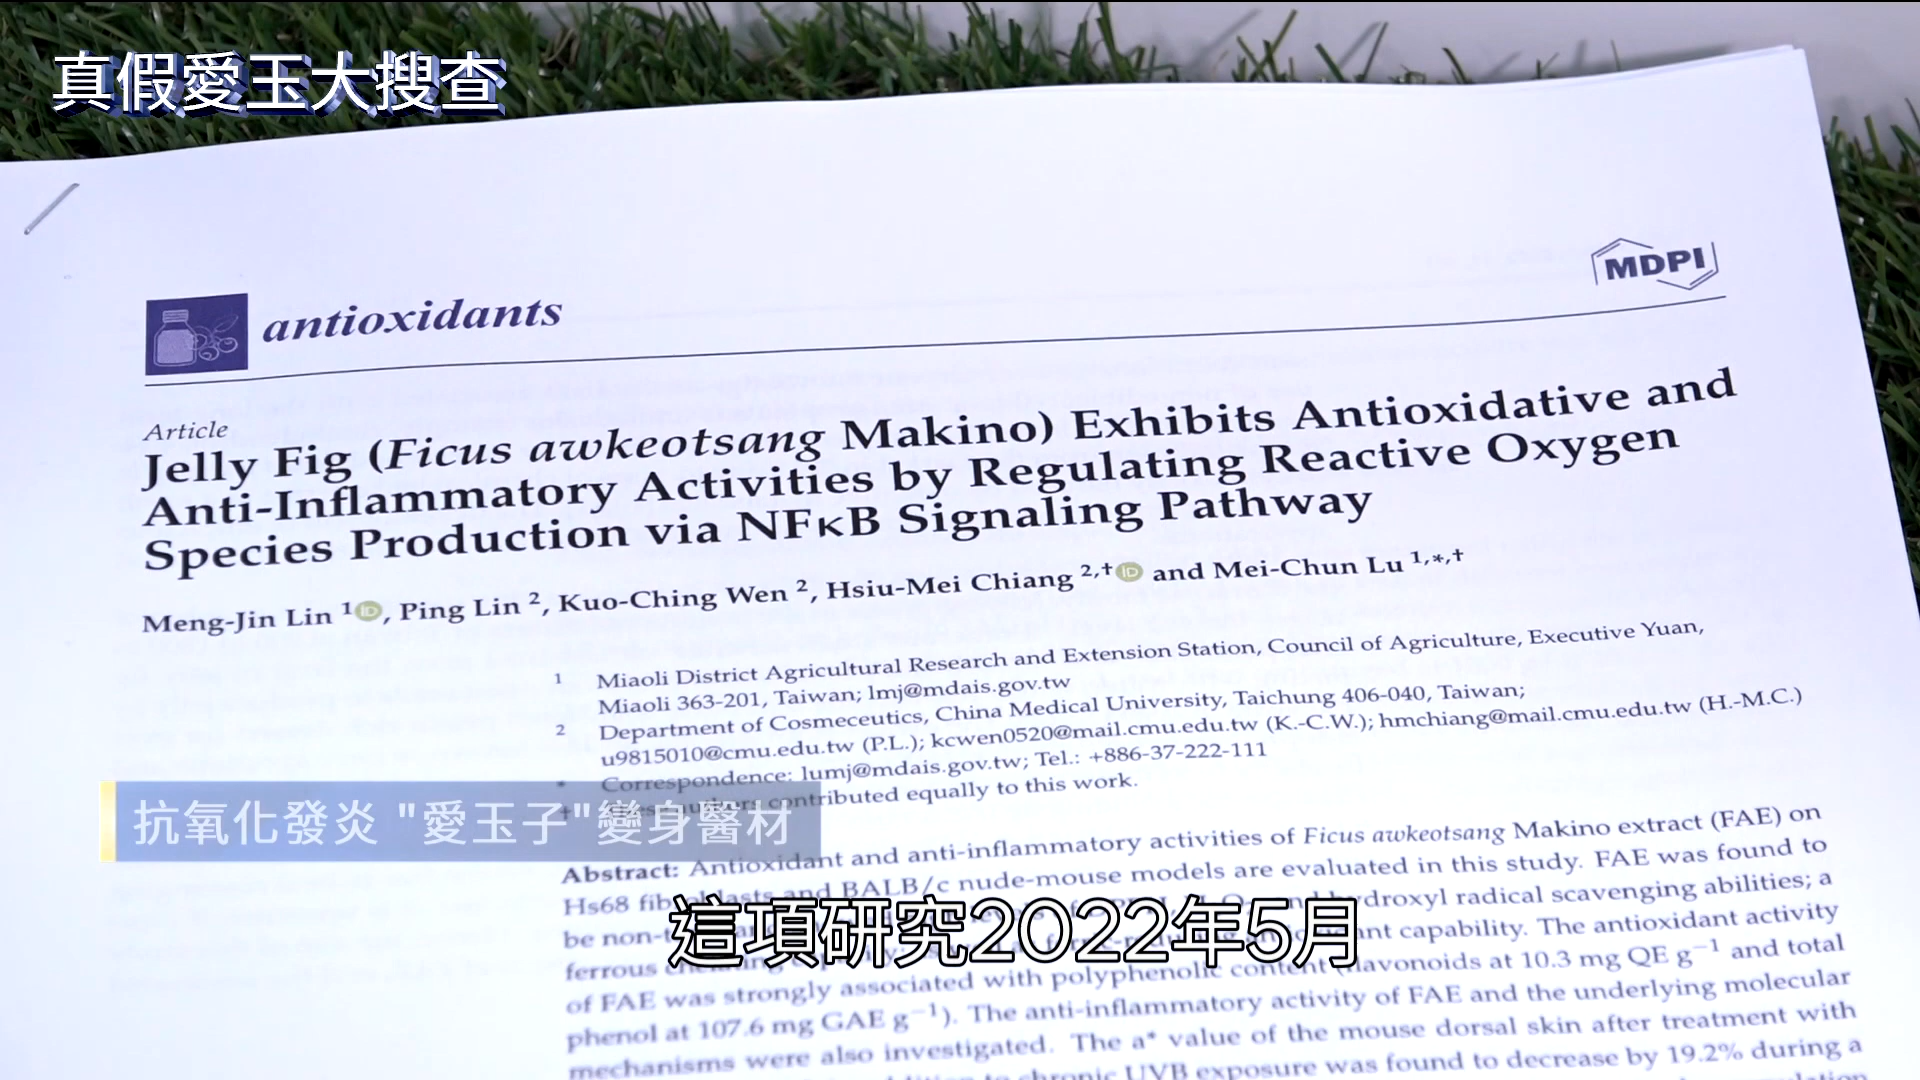 真假愛玉大搜查
MDPI
antioxidants
Article
Jelly Fig (Ficus awkeotsang Makino) Exhibits Antioxidative and
Anti-Inflammatory Activities by Regulating Reactive Oxygen
Species Production via NFκB Signaling Pathway
Meng-Jin Lin 1 iD, Ping Lin 2, Kuo-Ching Wen 2, Hsiu-Mei Chiang 2,† iD and Mei-Chun Lu 1,*,†
1 Miaoli District Agricultural Research and Extension Station, Council of Agriculture, Executive Yuan,
Miaoli 363-201, Taiwan; lmj@mdais.gov.tw
2 Department of Cosmeceutics, China Medical University, Taichung 406-040, Taiwan;
u9815010@cmu.edu.tw (P.L.); kcwen0520@mail.cmu.edu.tw (K.-C.W.); hmchiang@mail.cmu.edu.tw (H.-M.C.)
* Correspondence: lumj@mdais.gov.tw; Tel.: +886-37-222-111
authors contributed equally to this work.
抗氧化發炎 "愛玉子"變身醫材
Abstract: Antioxidant and anti-inflammatory activities of Ficus awkeotsang Makino extract (FAE) on
Hs68 fibroblasts and BALB/c nude-mouse models are evaluated in this study. FAE was found to
be non- hydroxyl radical scavenging abilities; a
這項研究2022年5月
ferrous antioxidant capability. The antioxidant activity
of FAE was strongly associated with polyphenolic content (flavonoids at 10.3 mg QE g−1 and total
phenol at 107.6 mg GAE g−1). The anti-inflammatory activity of FAE and the underlying molecular
mechanisms were also investigated. The a* value of the mouse dorsal skin after treatment with
chronic UVB exposure was found to decrease by 19.2% during a